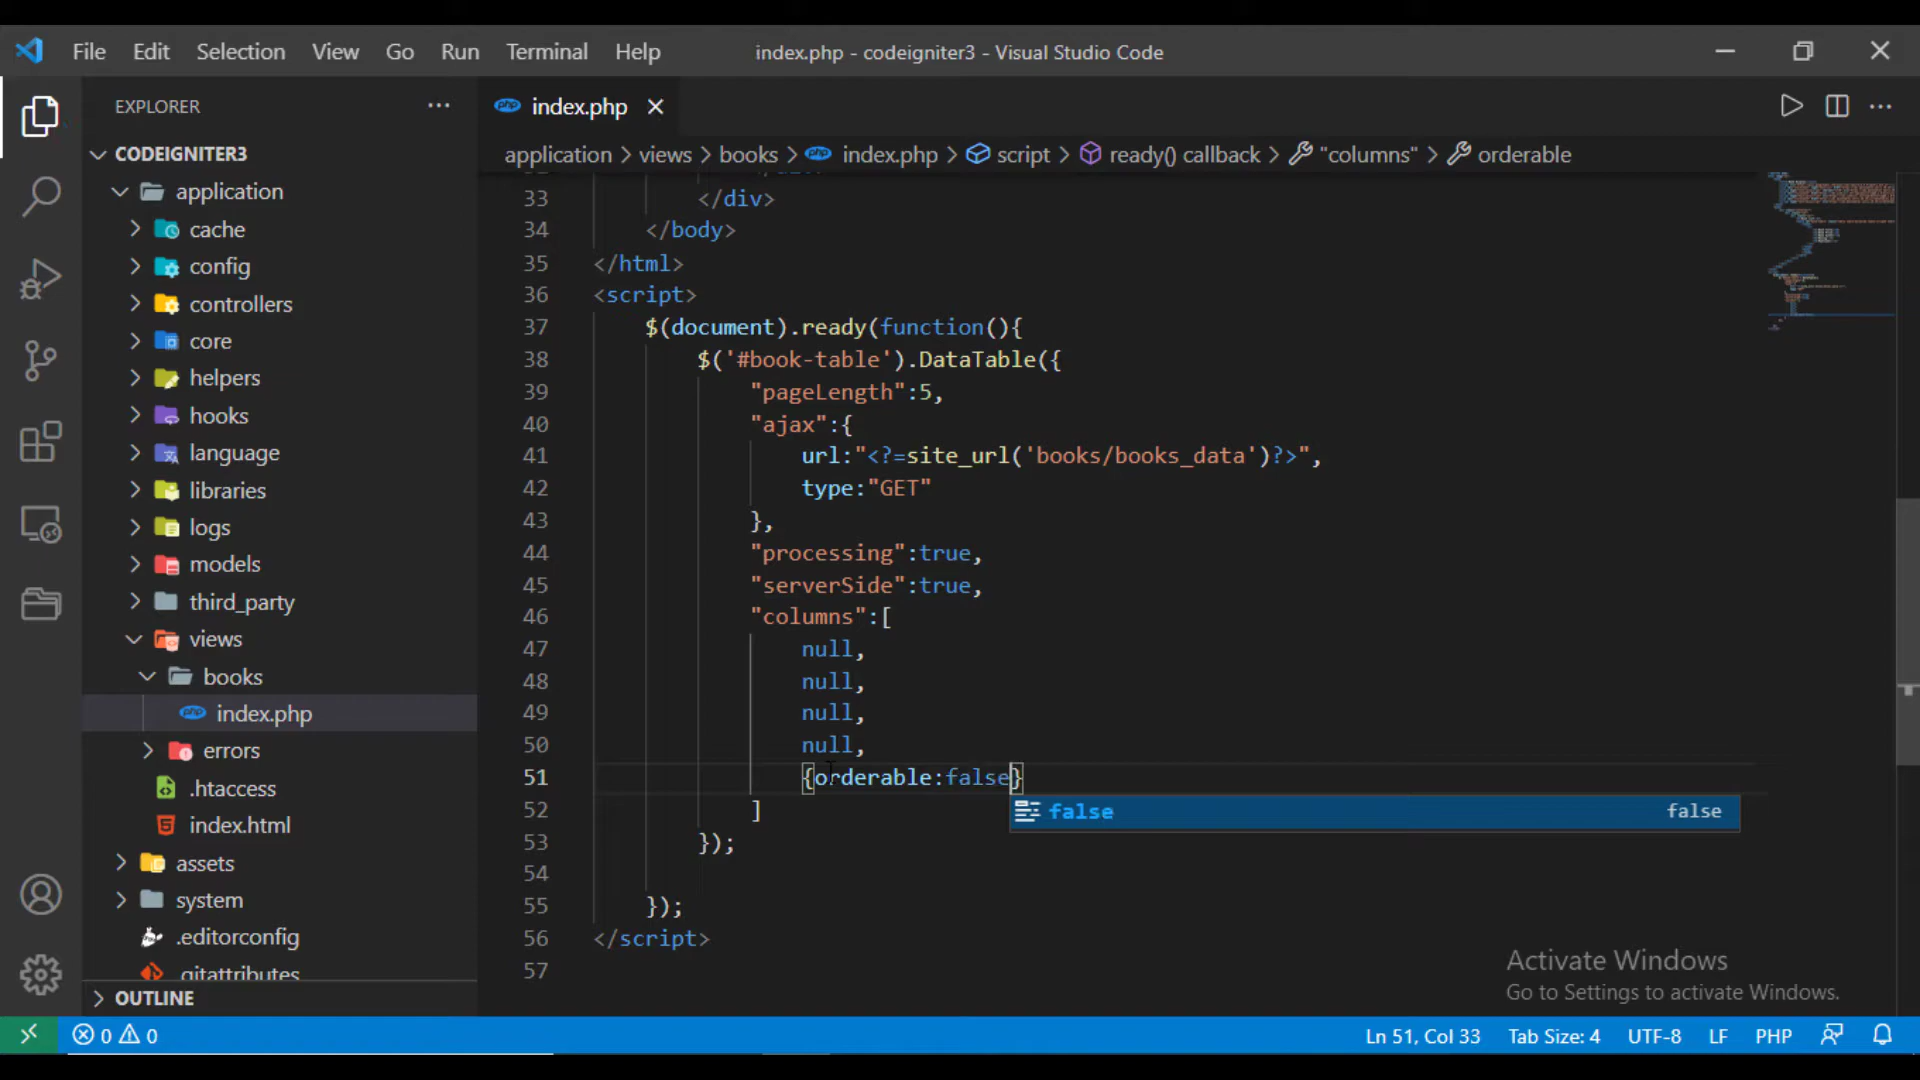 File Edit Selection View Go Run Terminal Help index.php - codeigniter3 - Visual Studio Code
EXPLORER
CODEIGNITER3
application
cache
config
controllers
core
helpers
hooks
language
libraries
logs
models
third_party
views
books
index.php
errors
.htaccess
index.html
assets
system
.editorconfig
.gitattributes
OUTLINE
index.php
application > views > books > index.php > script > ready() callback > "columns" > orderable
33 </div>
34 </body>
35 </html>
36 <script>
37 $(document).ready(function(){
38 $('#book-table').DataTable({
39 "pageLength":5,
40 "ajax":{
41 url:"<?=site_url('books/books_data')?>",
42 type:"GET"
43 },
44 "processing":true,
45 "serverSide":true,
46 "columns":[
47 null,
48 null,
49 null,
50 null,
51 {orderable:false}
false false
52 ]
53 });
54
55 });
56 </script>
57
Activate Windows
Go to Settings to activate Windows.
0 0 Ln 51, Col 33 Tab Size: 4 UTF-8 LF PHP